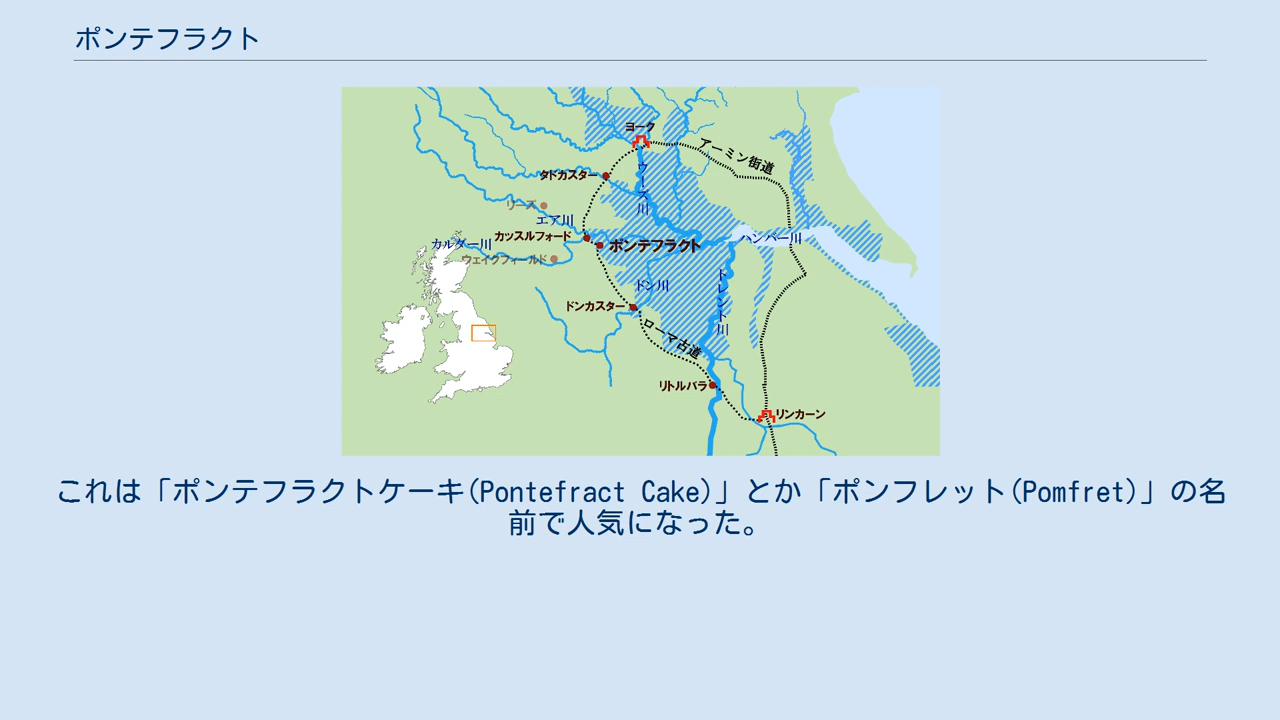 ポンテフラクト
ヨーク
アーミン街道
タドカスター
ウーズ川
リーズ
エア川
カッスルフォード
カルダー川
ポンテフラクト
ハンバー川
ウェイクフィールド
ドン川
トレント川
ドンカスター
ローマ古道
リトルバラ
リンカーン
これは「ポンテフラクトケーキ(Pontefract Cake)」とか「ポンフレット(Pomfret)」の名
前で人気になった。